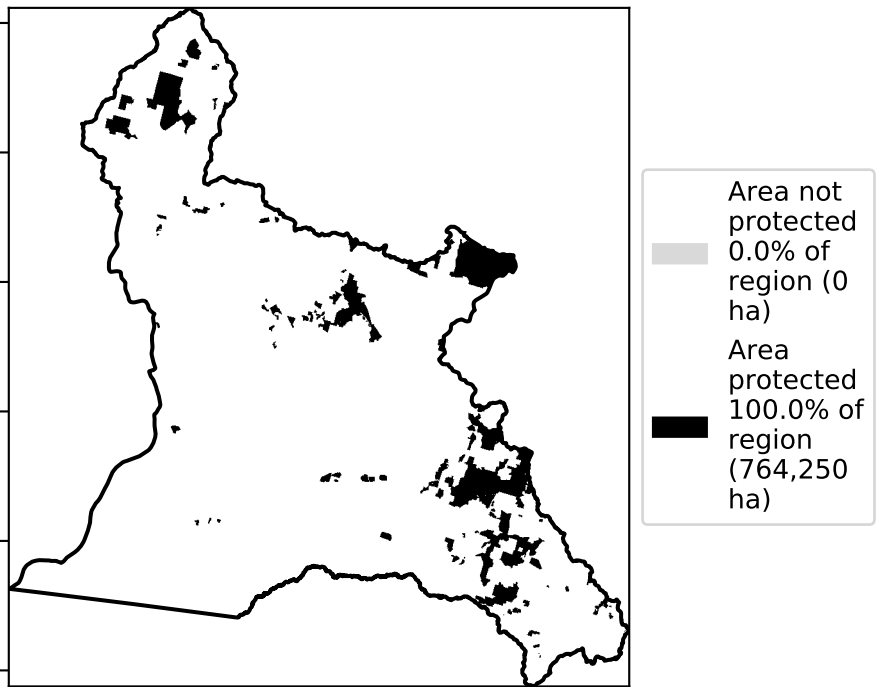 Area not
protected
0.0% of
region (0
ha)
Area
protected
100.0% of
region
(764,250
ha)